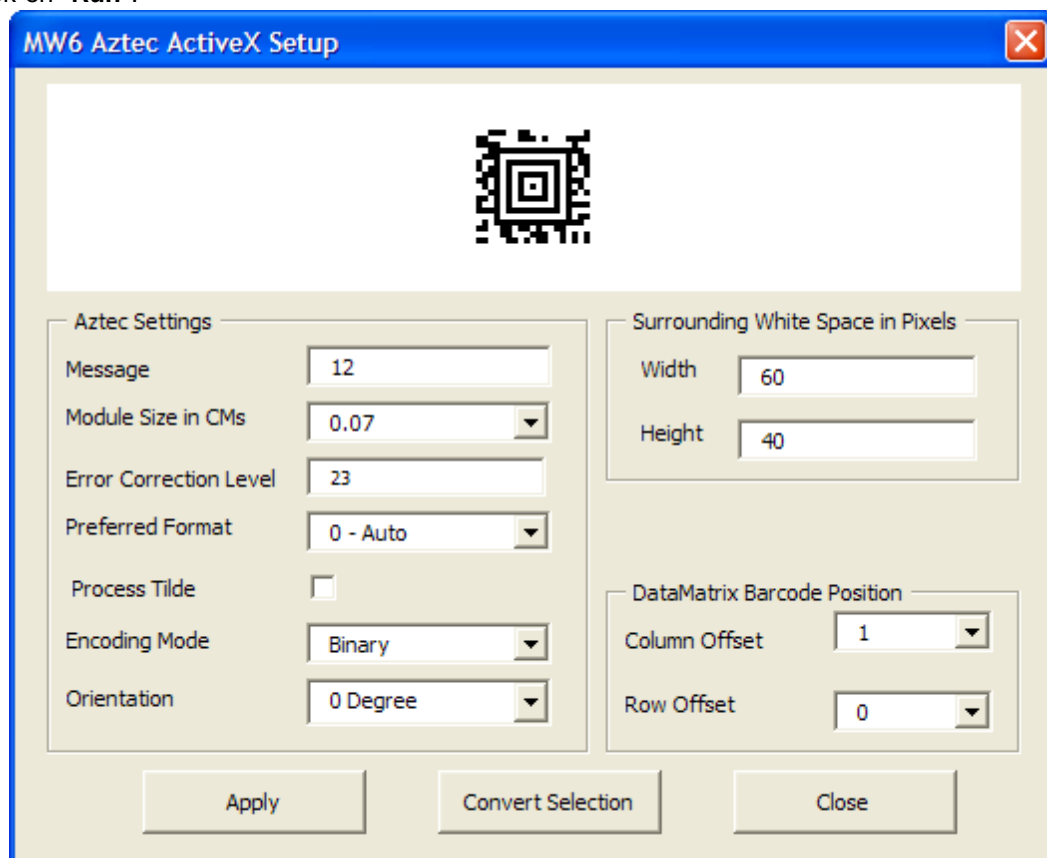 "Run".
MW6 Aztec ActiveX Setup
Aztec Settings
Message 12
Module Size in CMs 0.07
Error Correction Level 23
Preferred Format 0 - Auto
Process Tilde
Encoding Mode Binary
Orientation 0 Degree
Surrounding White Space in Pixels
Width 60
Height 40
DataMatrix Barcode Position
Column Offset 1
Row Offset 0
Apply Convert Selection Close